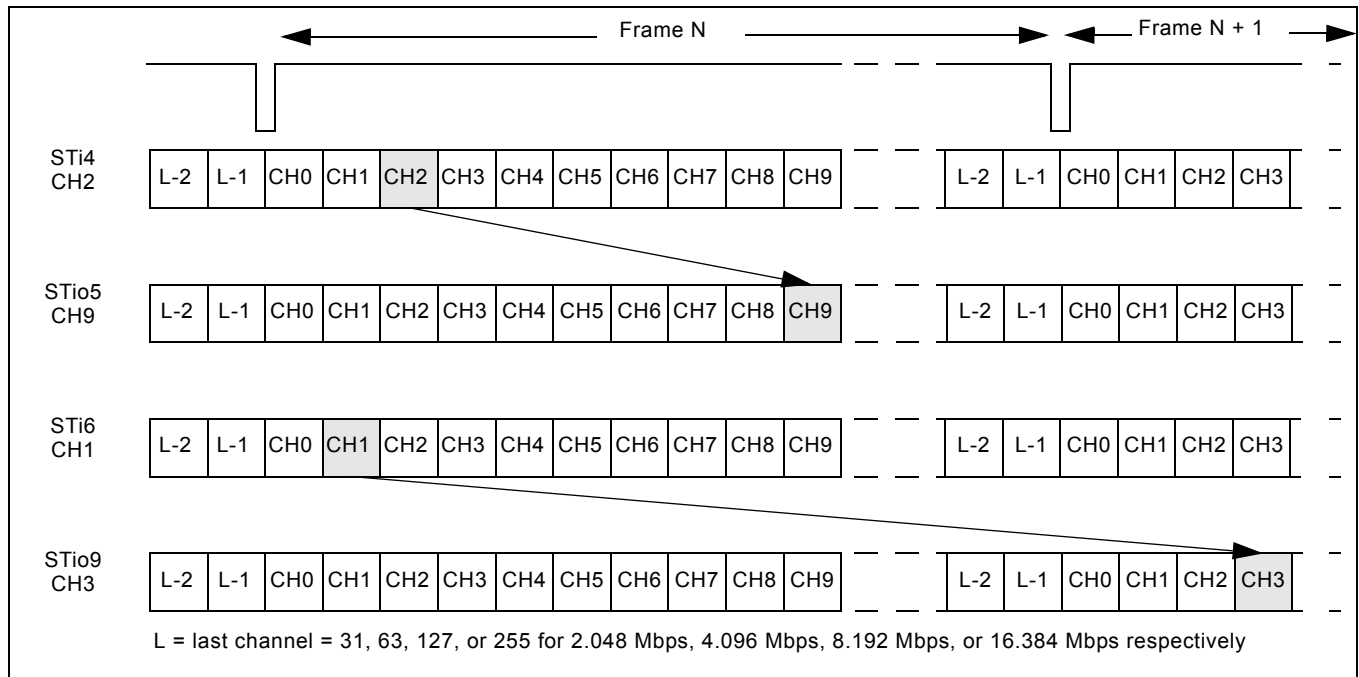 Frame N
Frame N + 1
STi4
CH2
L-2 L-1 CH0 CH1 CH2 CH3 CH4 CH5 CH6 CH7 CH8 CH9 L-2 L-1 CH0 CH1 CH2 CH3
STio5
CH9
L-2 L-1 CH0 CH1 CH2 CH3 CH4 CH5 CH6 CH7 CH8 CH9 L-2 L-1 CH0 CH1 CH2 CH3
STi6
CH1
L-2 L-1 CH0 CH1 CH2 CH3 CH4 CH5 CH6 CH7 CH8 CH9 L-2 L-1 CH0 CH1 CH2 CH3
STio9
CH3
L-2 L-1 CH0 CH1 CH2 CH3 CH4 CH5 CH6 CH7 CH8 CH9 L-2 L-1 CH0 CH1 CH2 CH3
L = last channel = 31, 63, 127, or 255 for 2.048 Mbps, 4.096 Mbps, 8.192 Mbps, or 16.384 Mbps respectively